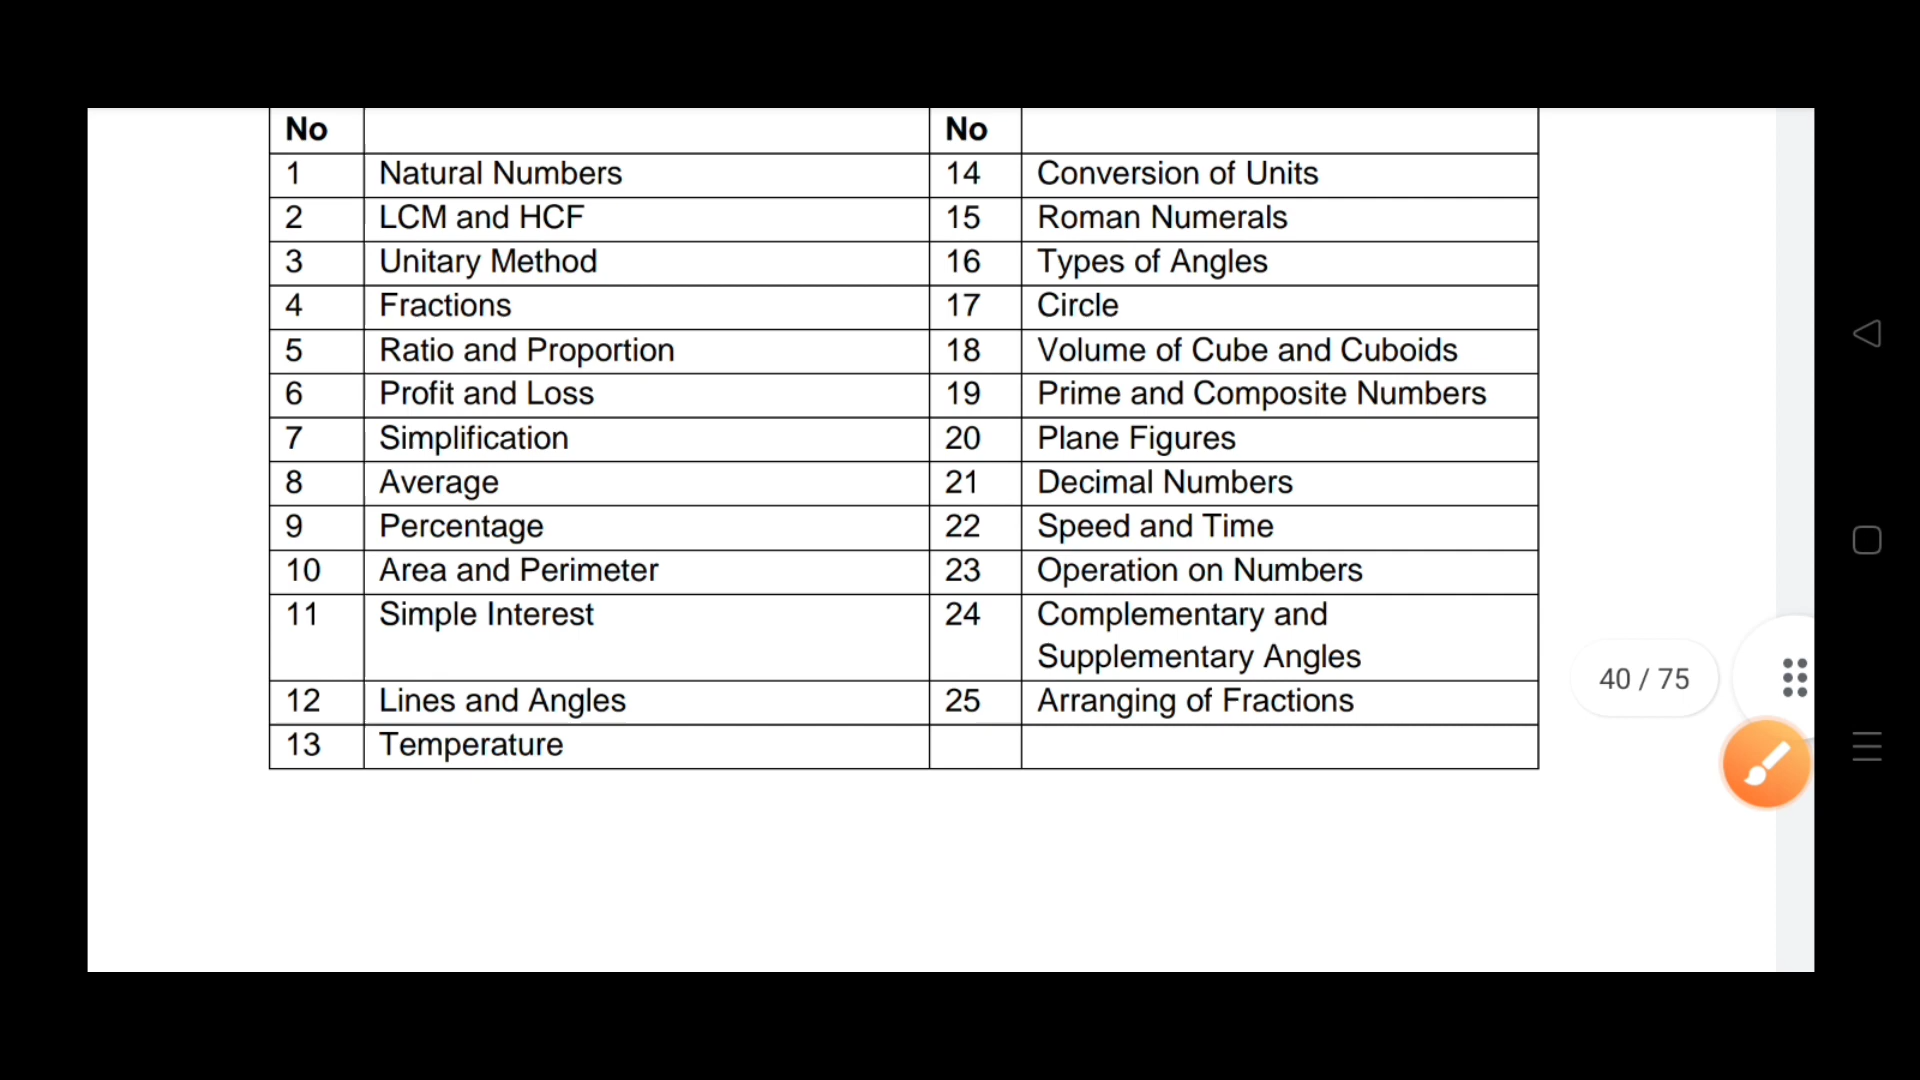 No No
1 Natural Numbers 14 Conversion of Units
2 LCM and HCF 15 Roman Numerals
3 Unitary Method 16 Types of Angles
4 Fractions 17 Circle
5 Ratio and Proportion 18 Volume of Cube and Cuboids
6 Profit and Loss 19 Prime and Composite Numbers
7 Simplification 20 Plane Figures
8 Average 21 Decimal Numbers
9 Percentage 22 Speed and Time
10 Area and Perimeter 23 Operation on Numbers
11 Simple Interest 24 Complementary and
Supplementary Angles
12 Lines and Angles 25 Arranging of Fractions
13 Temperature
40 / 75